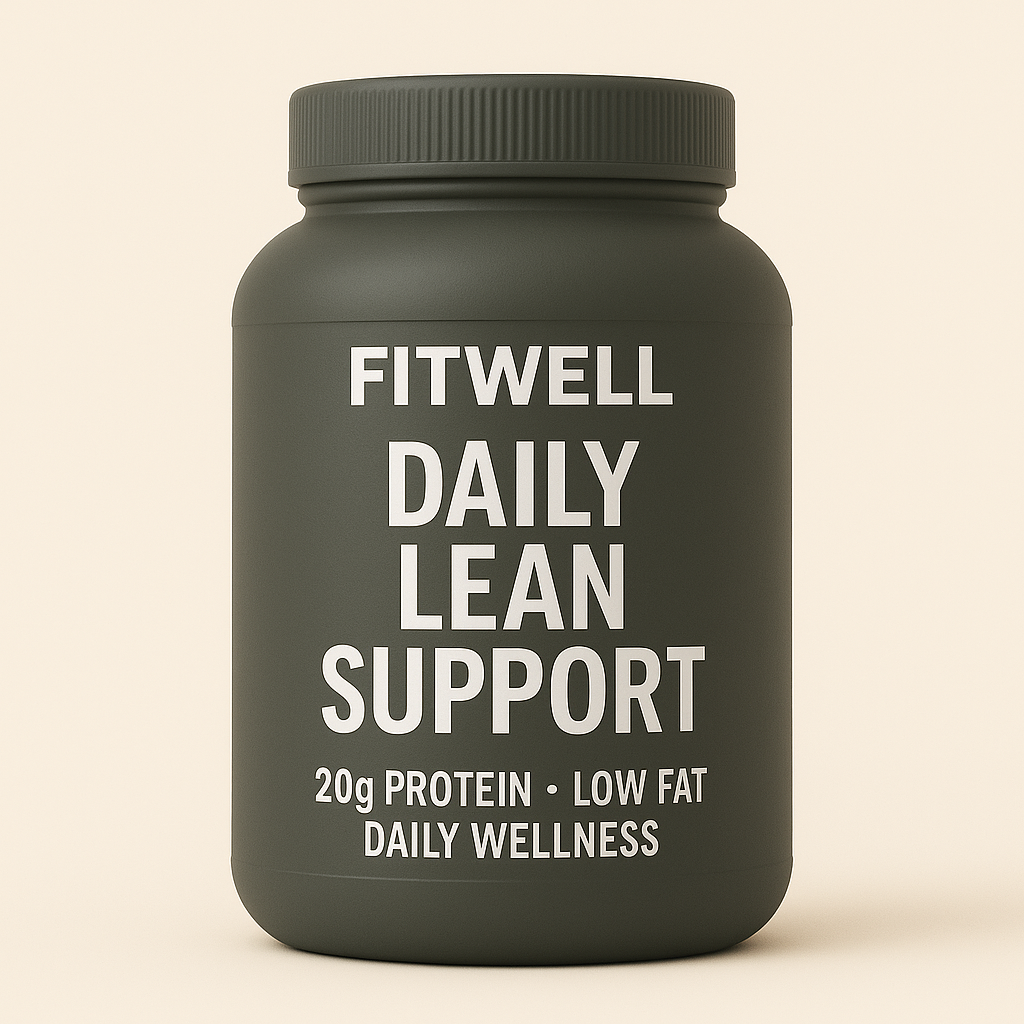 FITWELL
DAILY
LEAN
SUPPORT
20g PROTEIN • LOW FAT
DAILY WELLNESS